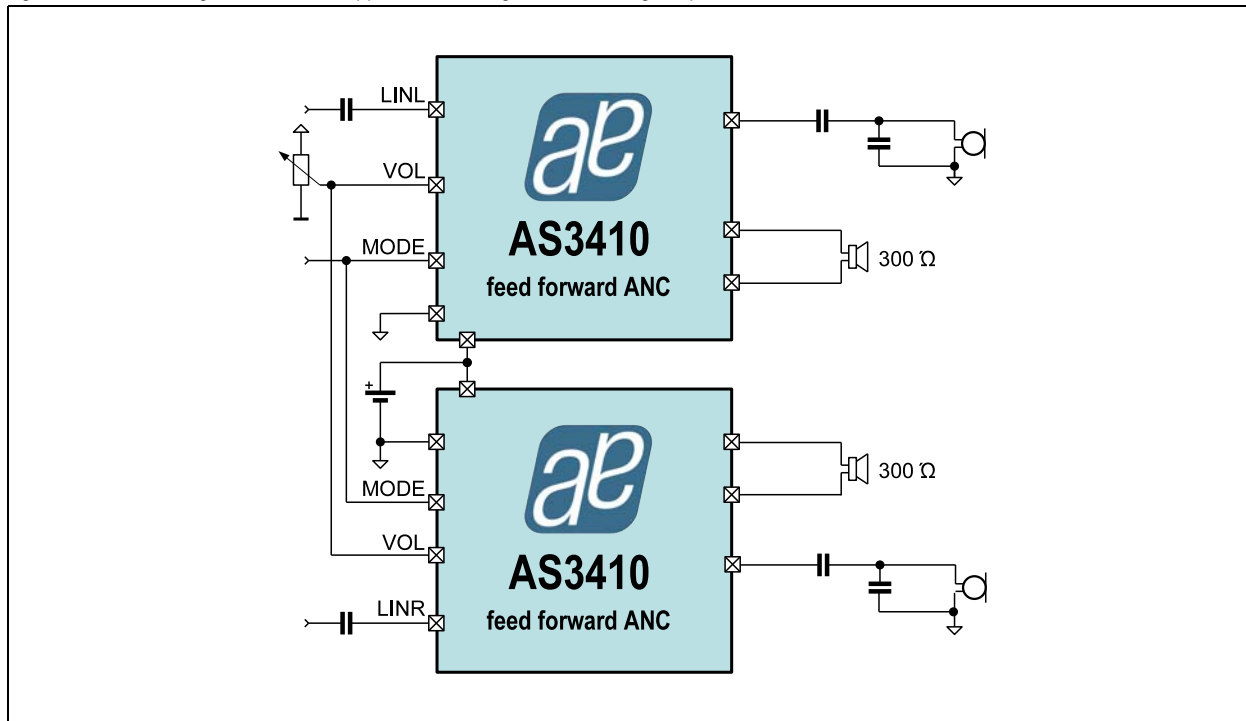 LINL
VOL
MODE
AS3410
feed forward ANC
300 Ω
+
MODE
VOL
LINR
AS3410
feed forward ANC
300 Ω